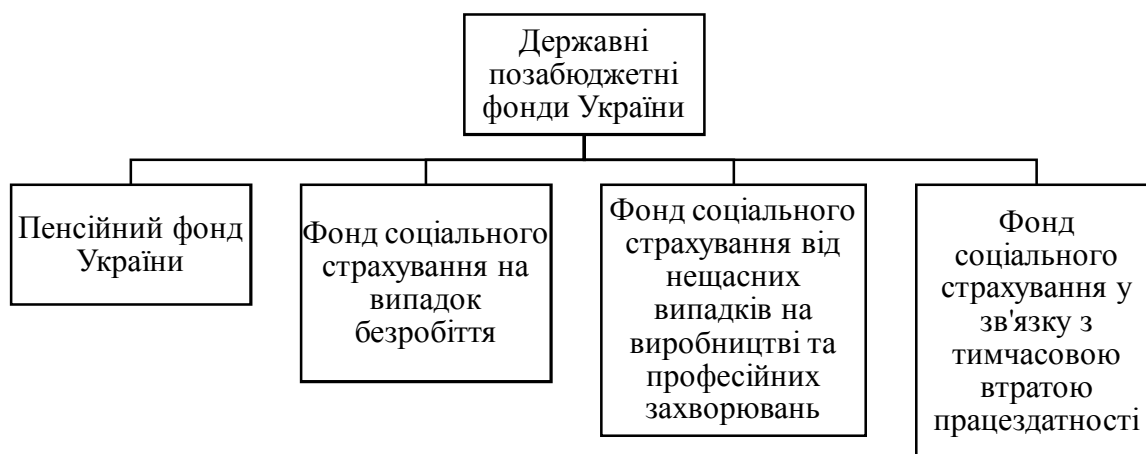 Державні
позабюджетні
фонди України
Пенсійний фонд
України
Фонд соціального
страхування на
випадок
безробіття
Фонд соціального
страхування від
нещасних
випадків на
виробництві та
професійних
захворювань
Фонд
соціального
страхування у
зв'язку з
тимчасовою
втратою
працездатності